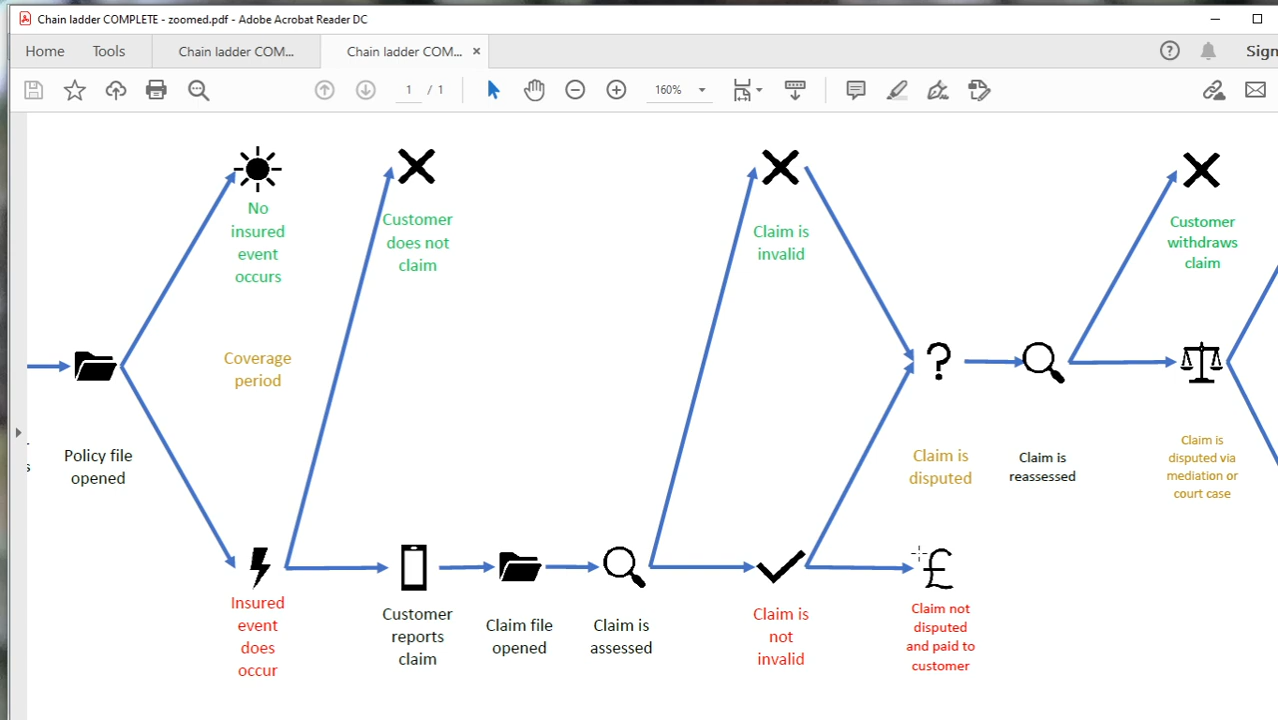 Chain ladder COMPLETE - zoomed.pdf - Adobe Acrobat Reader DC
Home Tools Chain ladder COM... Chain ladder COM... ×
? Sign
1 / 1 160%
No
insured
event
occurs
Customer
does not
claim
Claim is
invalid
Customer
withdraws
claim
Coverage
period
?
Policy file
opened
Claim is
disputed
Claim is
reassessed
Claim is
disputed via
mediation or
court case
£
Insured
event
does
occur
Customer
reports
claim
Claim file
opened
Claim is
assessed
Claim is
not
invalid
Claim not
disputed
and paid to
customer